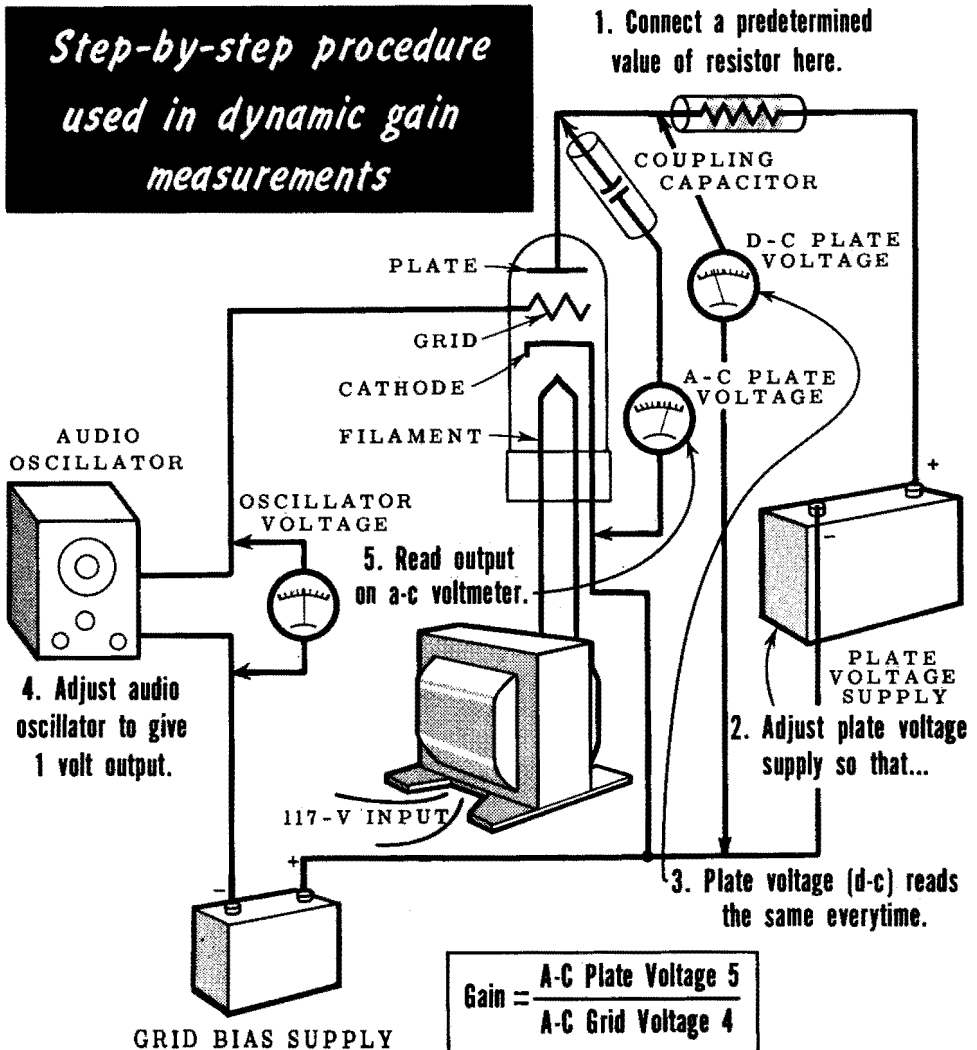 Step-by-step procedure
used in dynamic gain
measurements
1. Connect a predetermined
value of resistor here.
COUPLING
CAPACITOR
D-C PLATE
VOLTAGE
PLATE
GRID
CATHODE
A-C PLATE
VOLTAGE
FILAMENT
AUDIO
OSCILLATOR
OSCILLATOR
VOLTAGE
+
-
5. Read output
on a-c voltmeter.
PLATE
VOLTAGE
SUPPLY
4. Adjust audio
oscillator to give
1 volt output.
2. Adjust plate voltage
supply so that...
117-V INPUT
- +
3. Plate voltage (d-c) reads
the same everytime.
Gain = A-C Plate Voltage 5
A-C Grid Voltage 4
GRID BIAS SUPPLY